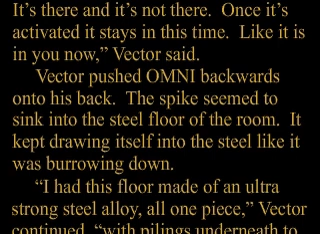 It's there and it's not there.  Once it's
activated it stays in this time.  Like it is
in you now,” Vector said.
Vector pushed OMNI backwards
onto his back.  The spike seemed to
sink into the steel floor of the room.  It
kept drawing itself into the steel like it
was burrowing down.
“I had this floor made of an ultra
strong steel alloy, all one piece,” Vector
continued, “with pilings underneath to